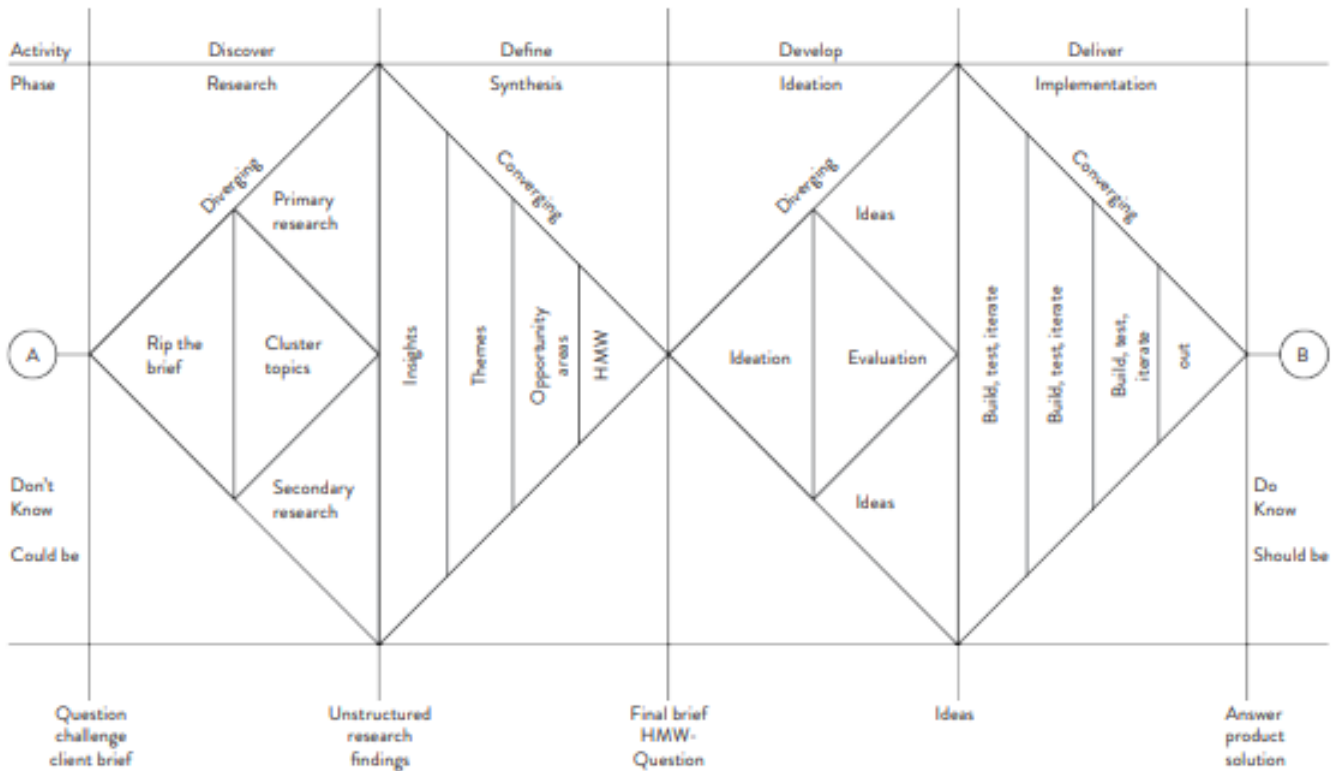 Activity
Discover
Define
Develop
Deliver
Phase
Research
Synthesis
Ideation
Implementation
Diverging
Converging
Diverging
Converging
Primary
research
Ideas
A
Rip the
brief
Cluster
topics
Insights
Themes
Opportunity
areas
HMW
Ideation
Evaluation
Build, test, iterate
Build, test, iterate
Build, test,
iterate
out
B
Secondary
research
Ideas
Don't
Know
Could be
Do
Know
Should be
Question
challenge
client brief
Unstructured
research
findings
Final brief
HMW-
Question
Ideas
Answer
product
solution